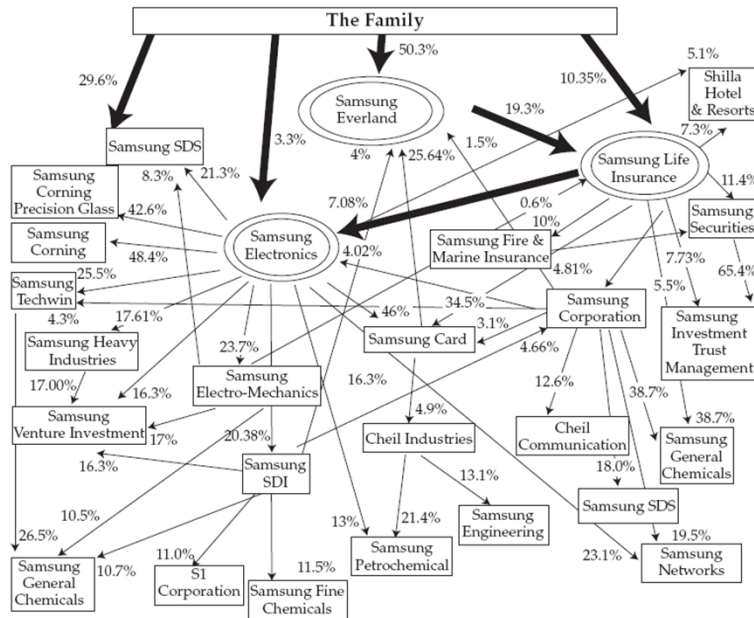 The Family
50.3%
5.1%
29.6%
10.35%
Shilla
Hotel
& Resorts
3.3%
Samsung
Everland
19.3%
1.5%
7.3%
Samsung SDS
4%
25.64%
Samsung Life
Insurance
8.3%
21.3%
11.4%
Samsung
Corning
Precision Glass
7.08%
0.6%
42.6%
10%
Samsung
Securities
Samsung
Electronics
Samsung
Corning
4.02%
Samsung Fire &
Marine Insurance
48.4%
4.81%
7.73%
65.4%
Samsung
Techwin
25.5%
5.5%
Samsung
Corporation
4.3%
17.61%
46%
34.5%
3.1%
Samsung
Investment
Trust
Management
Samsung Heavy
Industries
Samsung Card
4.66%
23.7%
17.00%
16.3%
Samsung
Electro-Mechanics
16.3%
12.6%
38.7%
4.9%
Samsung
Venture Investment
17%
20.38%
Cheil Industries
Cheil
Communication
38.7%
Samsung
General
Chemicals
16.3%
Samsung
SDI
13.1%
18.0%
Samsung SDS
10.5%
13%
21.4%
Samsung
Engineering
26.5%
19.5%
Samsung
General
Chemicals
10.7%
11.0%
S1
Corporation
11.5%
Samsung Fine
Chemicals
Samsung
Petrochemical
23.1%
Samsung
Networks